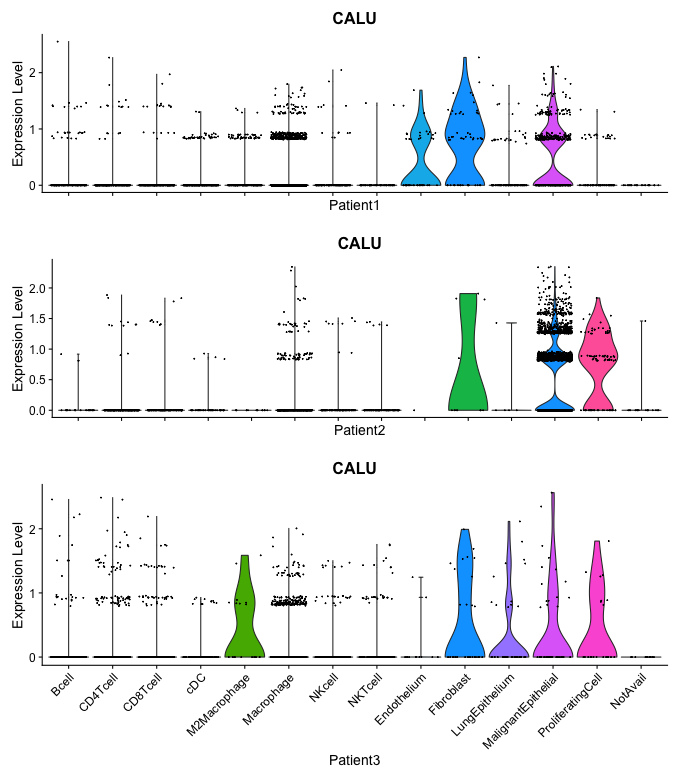 CALU
Expression Level
2
1
0
Patient1
CALU
Expression Level
2.0
1.5
1.0
0.5
0.0
Patient2
CALU
Expression Level
2
1
0
Bcell
CD4Tcell
CD8Tcell
cDC
M2Macrophage
Macrophage
NKcell
NKTcell
Endothelium
Fibroblast
LungEpithelium
MalignantEpithelial
ProliferatingCell
NotAvail
Patient3